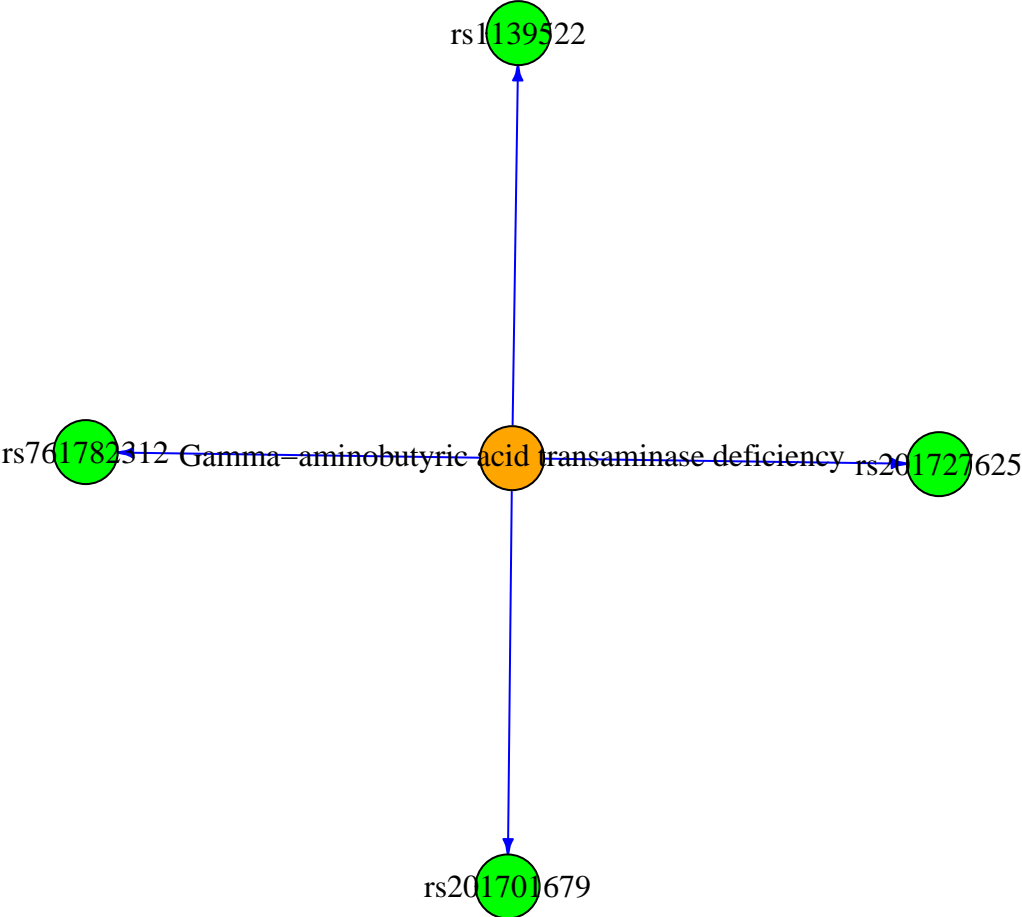 rs1139522
rs761782312
Gamma−aminobutyric acid transaminase deficiency
rs201727625
rs201701679